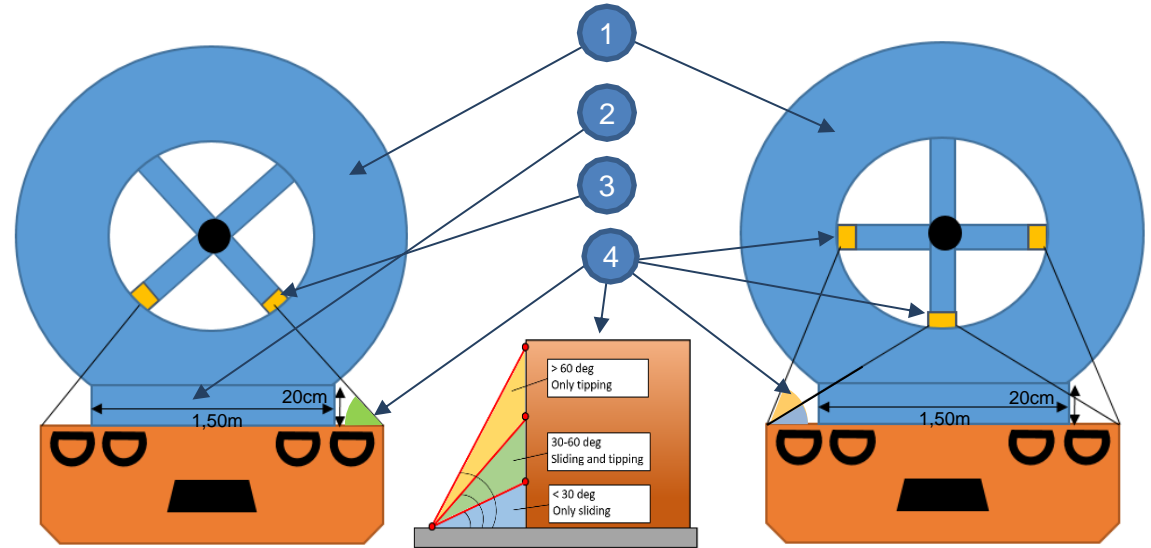 1
2
3
4
20cm
1,50m
> 60 deg
Only tipping
30-60 deg
Sliding and tipping
< 30 deg
Only sliding
20cm
1,50m